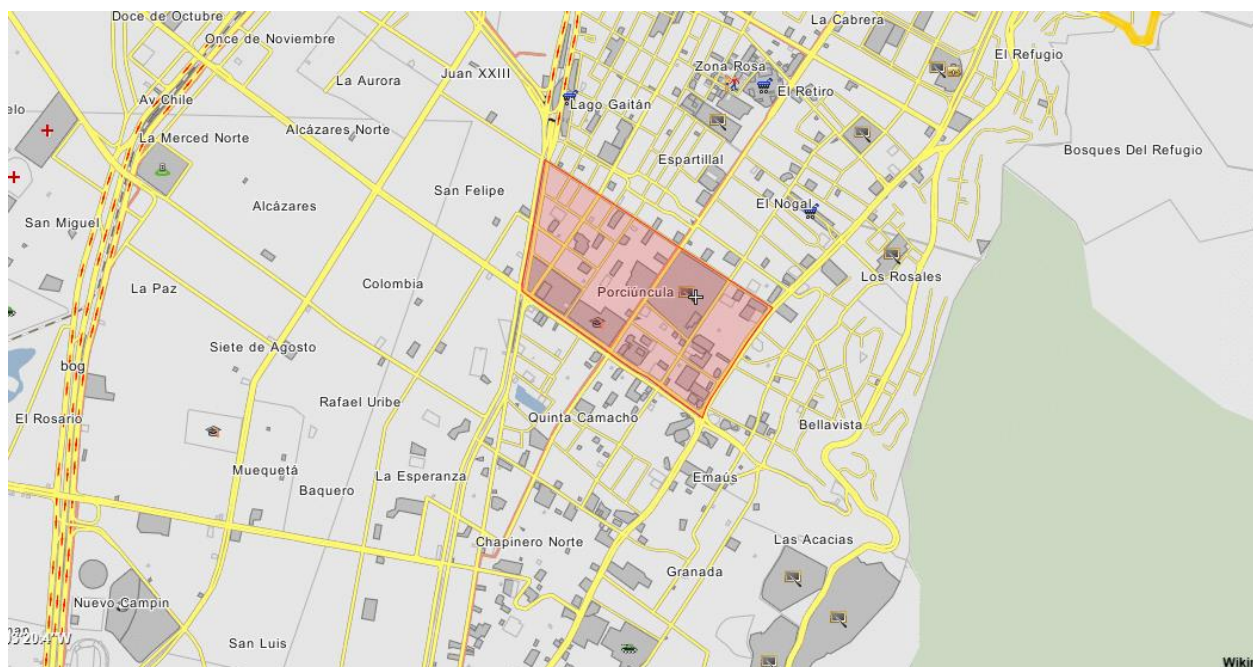 Doce de Octubre
La Cabrera
Once de Noviembre
El Refugio
Zona Rosa
La Aurora
Juan XXIII
El Retiro
Av Chile
Lago Gaitán
elo
Alcázares Norte
La Merced Norte
Bosques Del Refugio
Espartillal
San Felipe
El Nogal
Alcázares
San Miguel
Los Rosales
Colombia
La Paz
Porciúncula
Siete de Agosto
bog
Rafael Uribe
El Rosario
Quinta Camacho
Bellavista
Muequetá
La Esperanza
Emaús
Baquero
Chapinero Norte
Las Acacias
Granada
Nuevo Campin
San Luis
Wikin